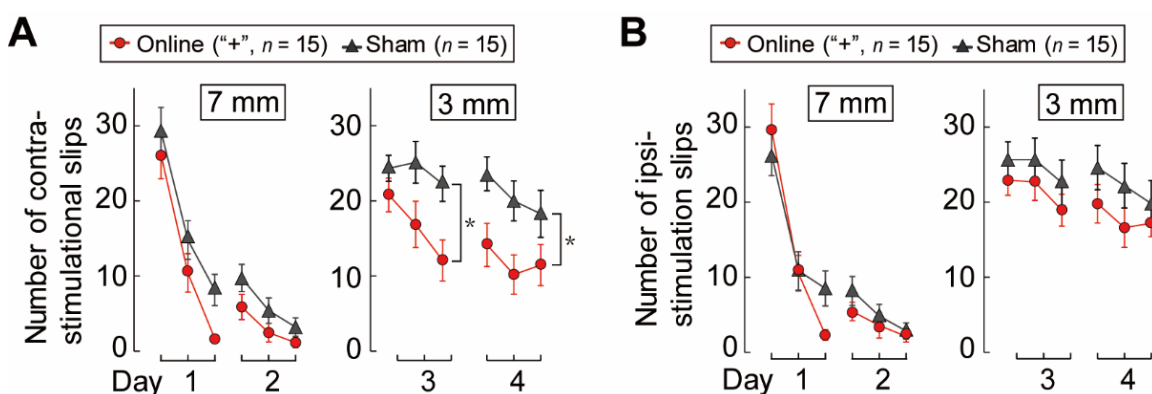 A
Online (“+”, n = 15) Sham (n = 15)
Number of contra-
stimulational slips
7 mm
3 mm
30
20
10
0
30
20
10
0
*
*
Day 1 2 3 4
B
Online (“+”, n = 15) Sham (n = 15)
Number of ipsi-
stimulation slips
7 mm
3 mm
30
20
10
0
30
20
10
0
Day 1 2 3 4